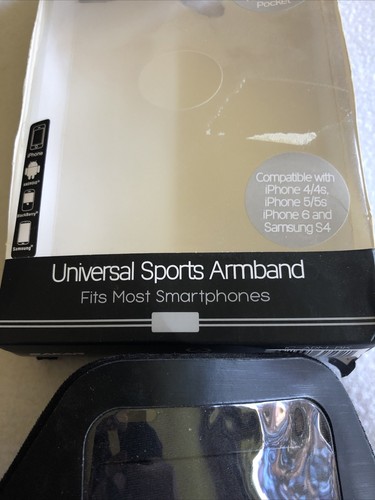 Pocket
iPhone
Android
BlackBerry
Samsung
Compatible with
iPhone 4/4s,
iPhone 5/5s
iPhone 6 and
Samsung S4
Universal Sports Armband
Fits Most Smartphones